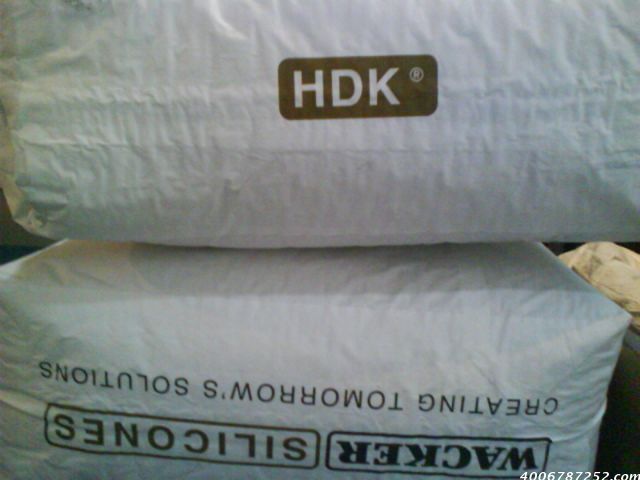 HDK®
CREATING TOMORROW'S SOLUTIONS
WACKER SILICONES
4006787252.com